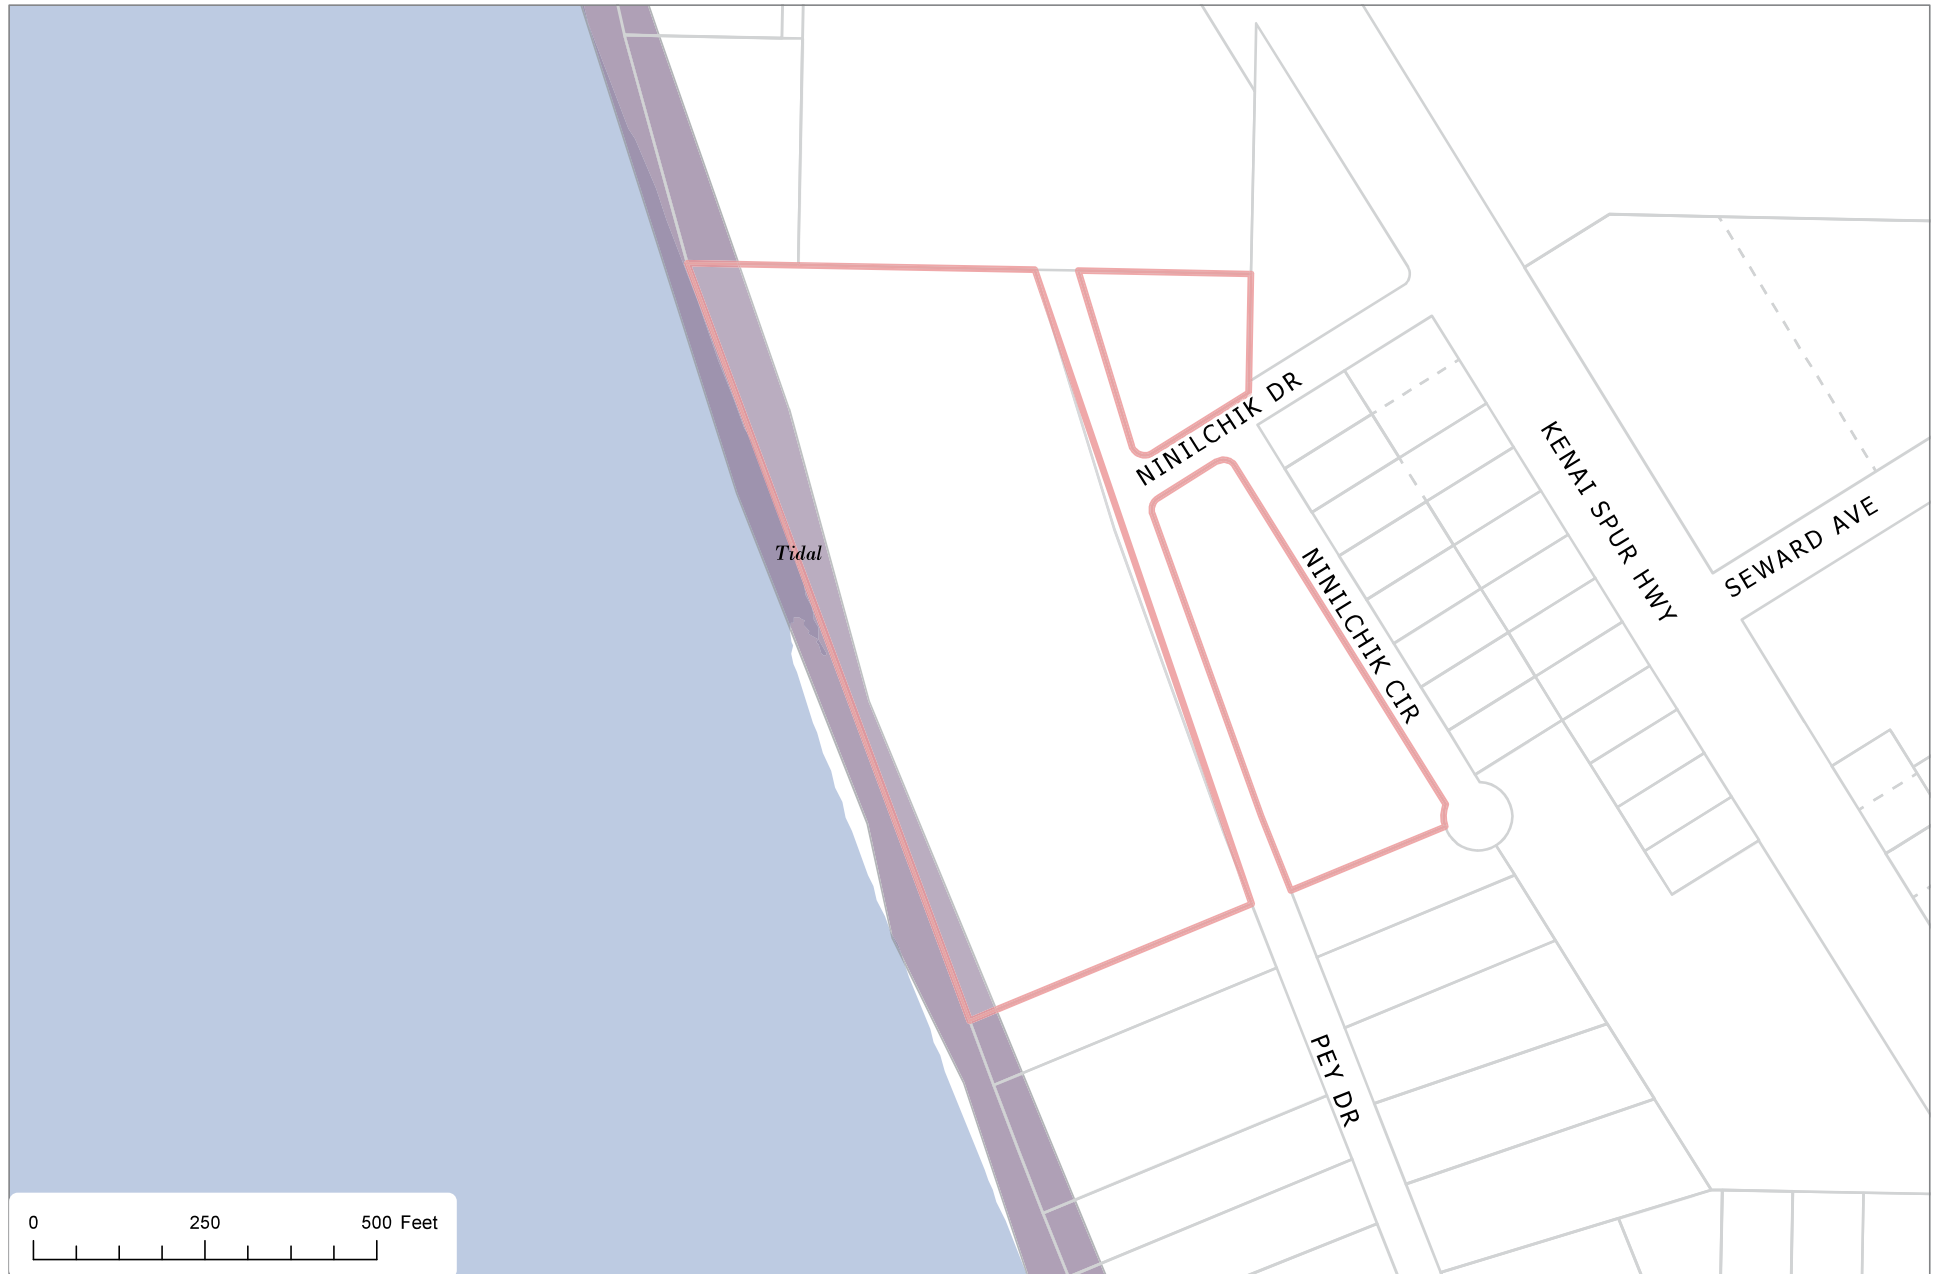 NINILCHIK DR
KENAI SPUR HWY
SEWARD AVE
Tidal
NINILCHIK CIR
PEY DR
0 250 500 Feet